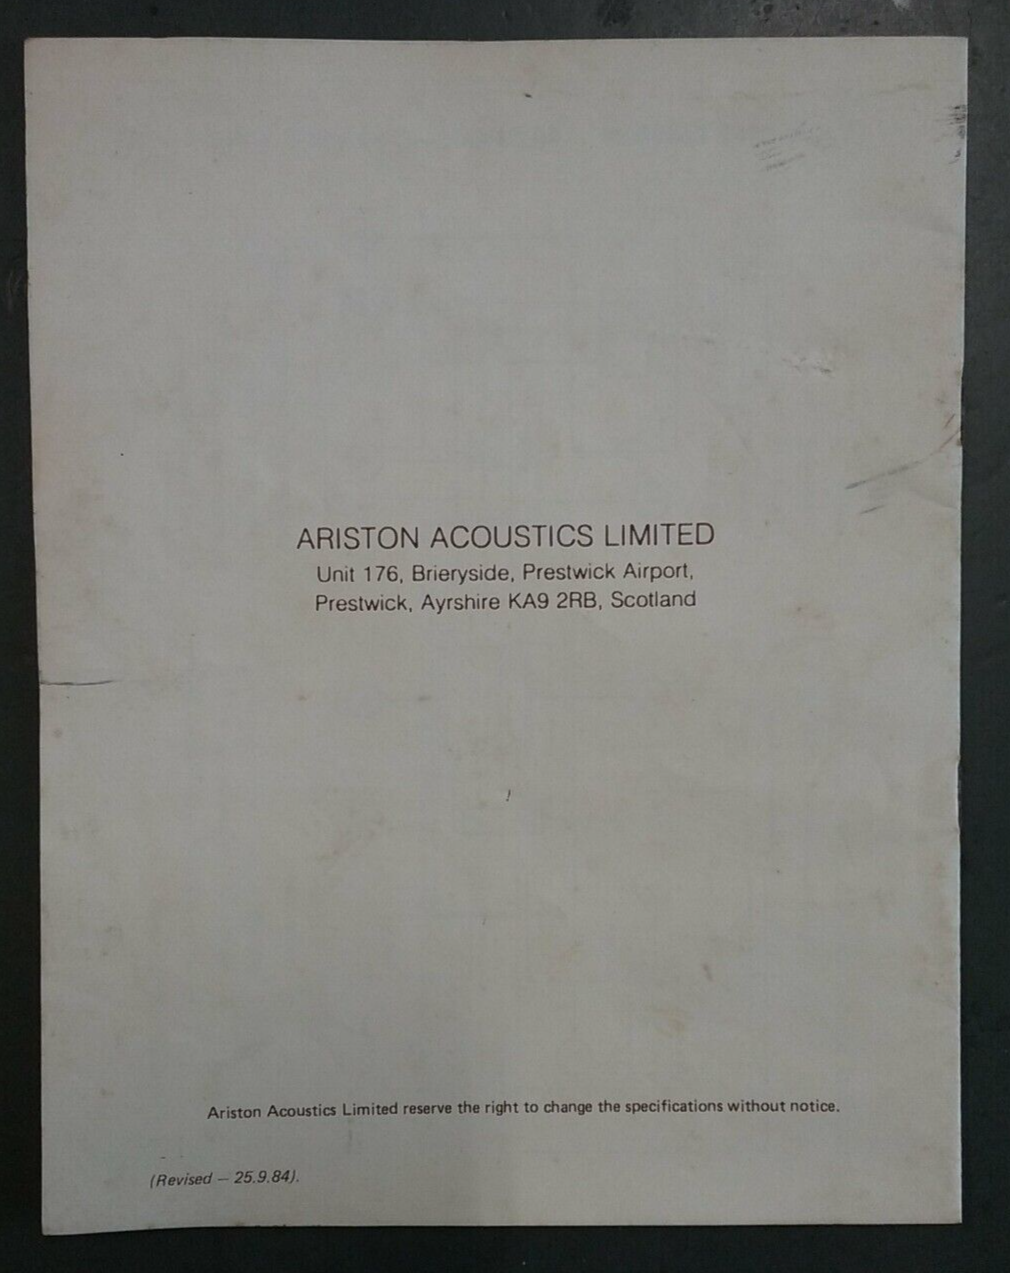 ARISTON ACOUSTICS LIMITED
Unit 176, Brieryside, Prestwick Airport,
Prestwick, Ayrshire KA9 2RB, Scotland
Ariston Acoustics Limited reserve the right to change the specifications without notice.
(Revised — 25.9.84).